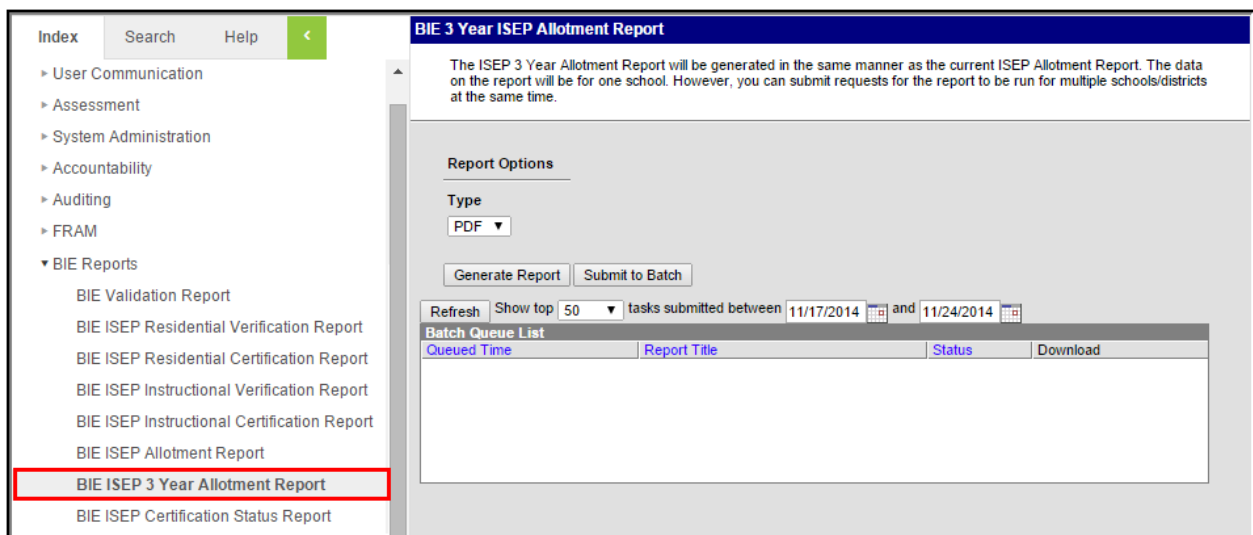 Index Search Help <
User Communication
Assessment
System Administration
Accountability
Auditing
FRAM
BIE Reports
BIE Validation Report
BIE ISEP Residential Verification Report
BIE ISEP Residential Certification Report
BIE ISEP Instructional Verification Report
BIE ISEP Instructional Certification Report
BIE ISEP Allotment Report
BIE ISEP 3 Year Allotment Report
BIE ISEP Certification Status Report
BIE 3 Year ISEP Allotment Report
The ISEP 3 Year Allotment Report will be generated in the same manner as the current ISEP Allotment Report. The data
on the report will be for one school. However, you can submit requests for the report to be run for multiple schools/districts
at the same time.
Report Options
Type
PDF
Generate Report Submit to Batch
Refresh Show top 50 tasks submitted between 11/17/2014 and 11/24/2014
Batch Queue List
Queued Time Report Title Status Download